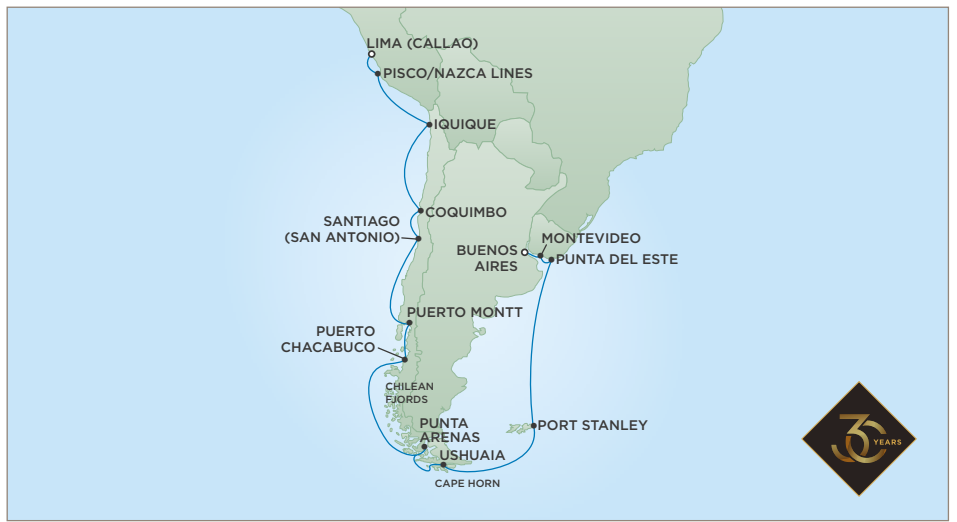 LIMA (CALLAO)
PISCO/NAZCA LINES
IQUIQUE
COQUIMBO
SANTIAGO
(SAN ANTONIO)
MONTEVIDEO
BUENOS
AIRES
PUNTA DEL ESTE
PUERTO MONTT
PUERTO
CHACABUCO
CHILEAN
FJORDS
PUNTA
ARENAS
PORT STANLEY
USHUAIA
CAPE HORN
30 YEARS